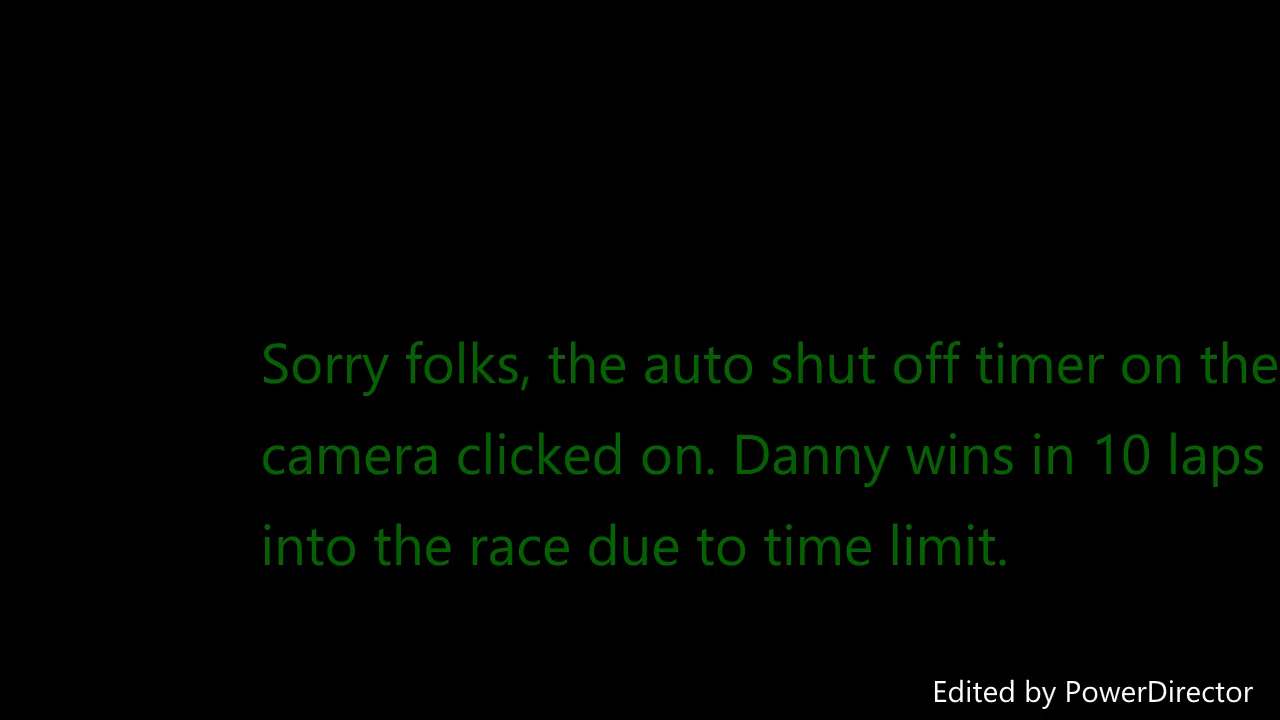 Sorry folks, the auto shut off timer on the
camera clicked on. Danny wins in 10 laps
into the race due to time limit.
Edited by PowerDirector